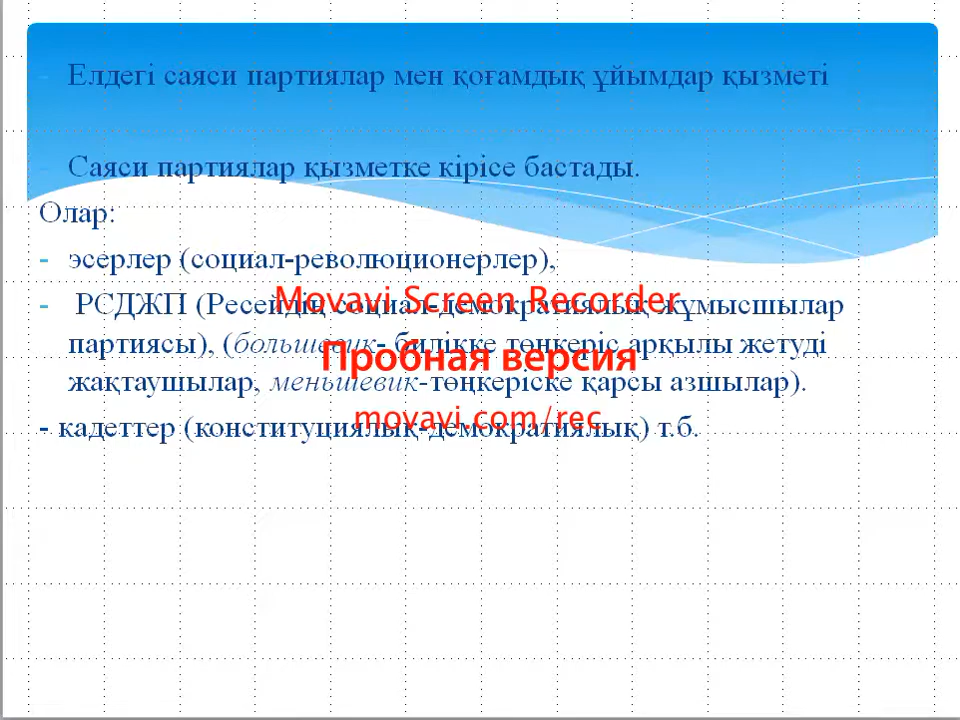 - Елдегі саяси партиялар мен қоғамдық ұйымдар қызметі
- Саяси партиялар қызметке кірісе бастады.
Олар:
- эсерлер (социал-революционерлер),
- РСДЖП (Ресейдің социал-демократиялық жұмысшылар
партиясы), (большевик- билікке төңкеріс арқылы жетуді
жақтаушылар, меньшевик-төңкеріске қарсы азшылар).
- кадеттер (конституциялық-демократиялық) т.б.
Movavi Screen Recorder
Пробная версия
movavi.com/rec